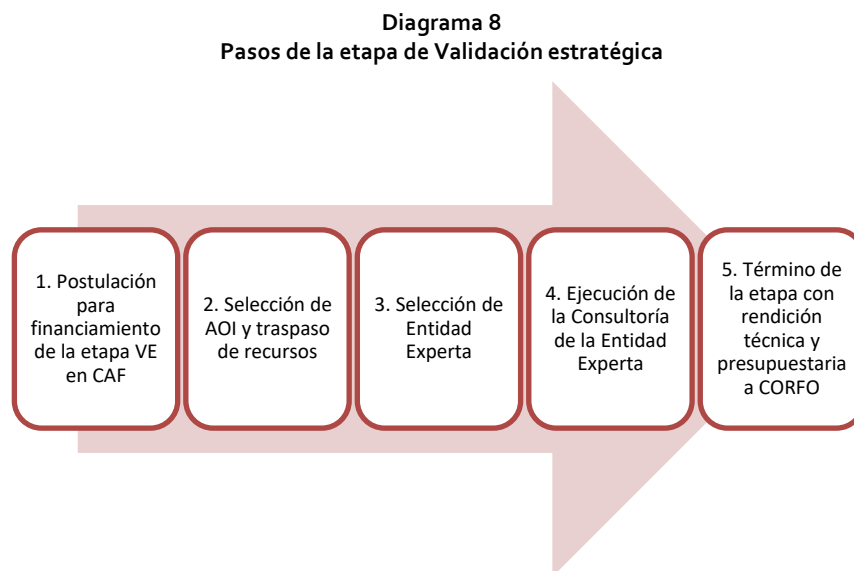 Diagrama 8
Pasos de la etapa de Validación estratégica
1. Postulación
para
financiamiento
de la etapa VE
en CAF
2. Selección de
AOI y traspaso
de recursos
3. Selección de
Entidad
Experta
4. Ejecución de
la Consultoría
de la Entidad
Experta
5. Término de
la etapa con
rendición
técnica y
presupuestaria
a CORFO